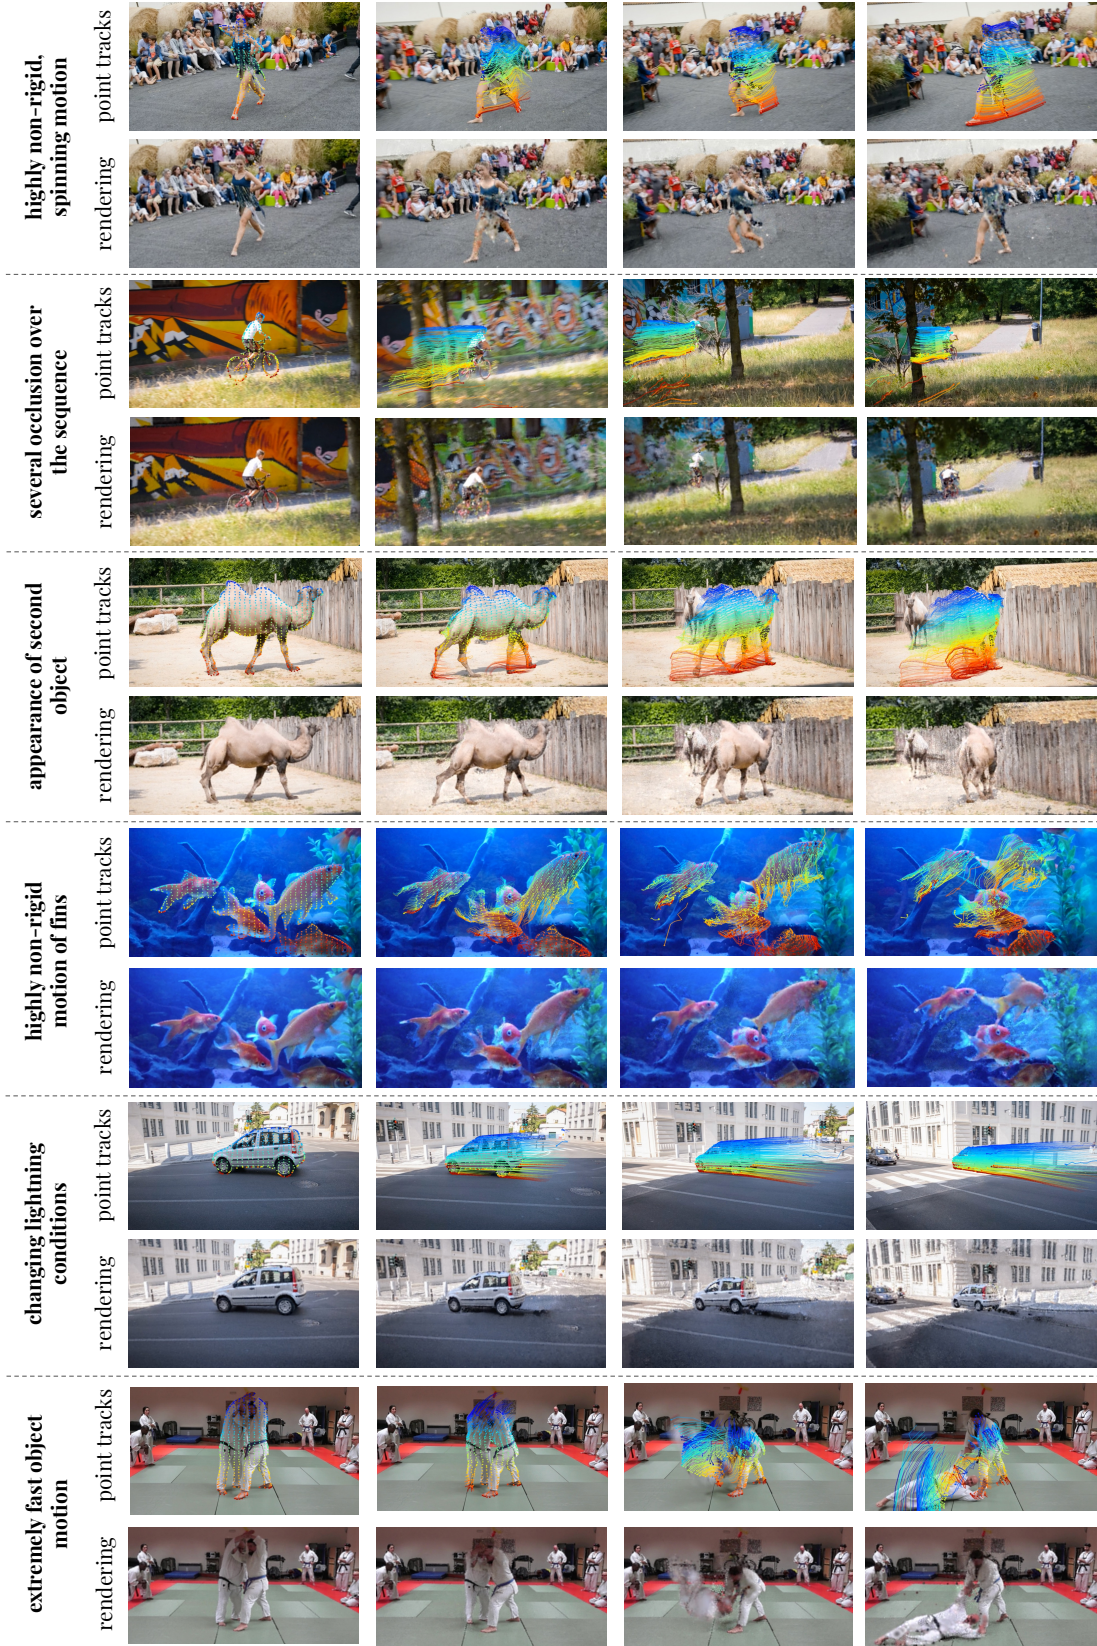 highly non-rigid,
spinning motion
point tracks
rendering
several occlusion over
the sequence
point tracks
rendering
appearance of second
object
point tracks
rendering
highly non-rigid
motion of fins
point tracks
rendering
changing lightning
conditions
point tracks
rendering
extremely fast object
motion
point tracks
rendering